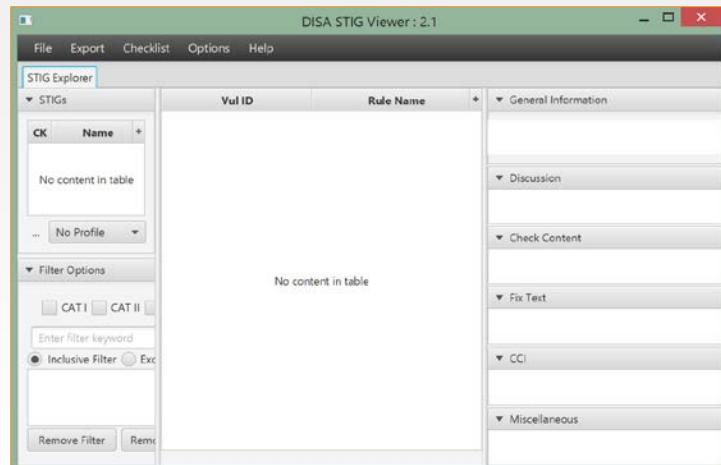 DISA STIG Viewer : 2.1
File Export Checklist Options Help
STIG Explorer
STIGs
CK Name +
No content in table
... No Profile
Filter Options
CAT I CAT II
Enter filter keyword
Inclusive Filter Exc
Remove Filter Remo
Vul ID Rule Name +
No content in table
General Information
Discussion
Check Content
Fix Text
CCI
Miscellaneous